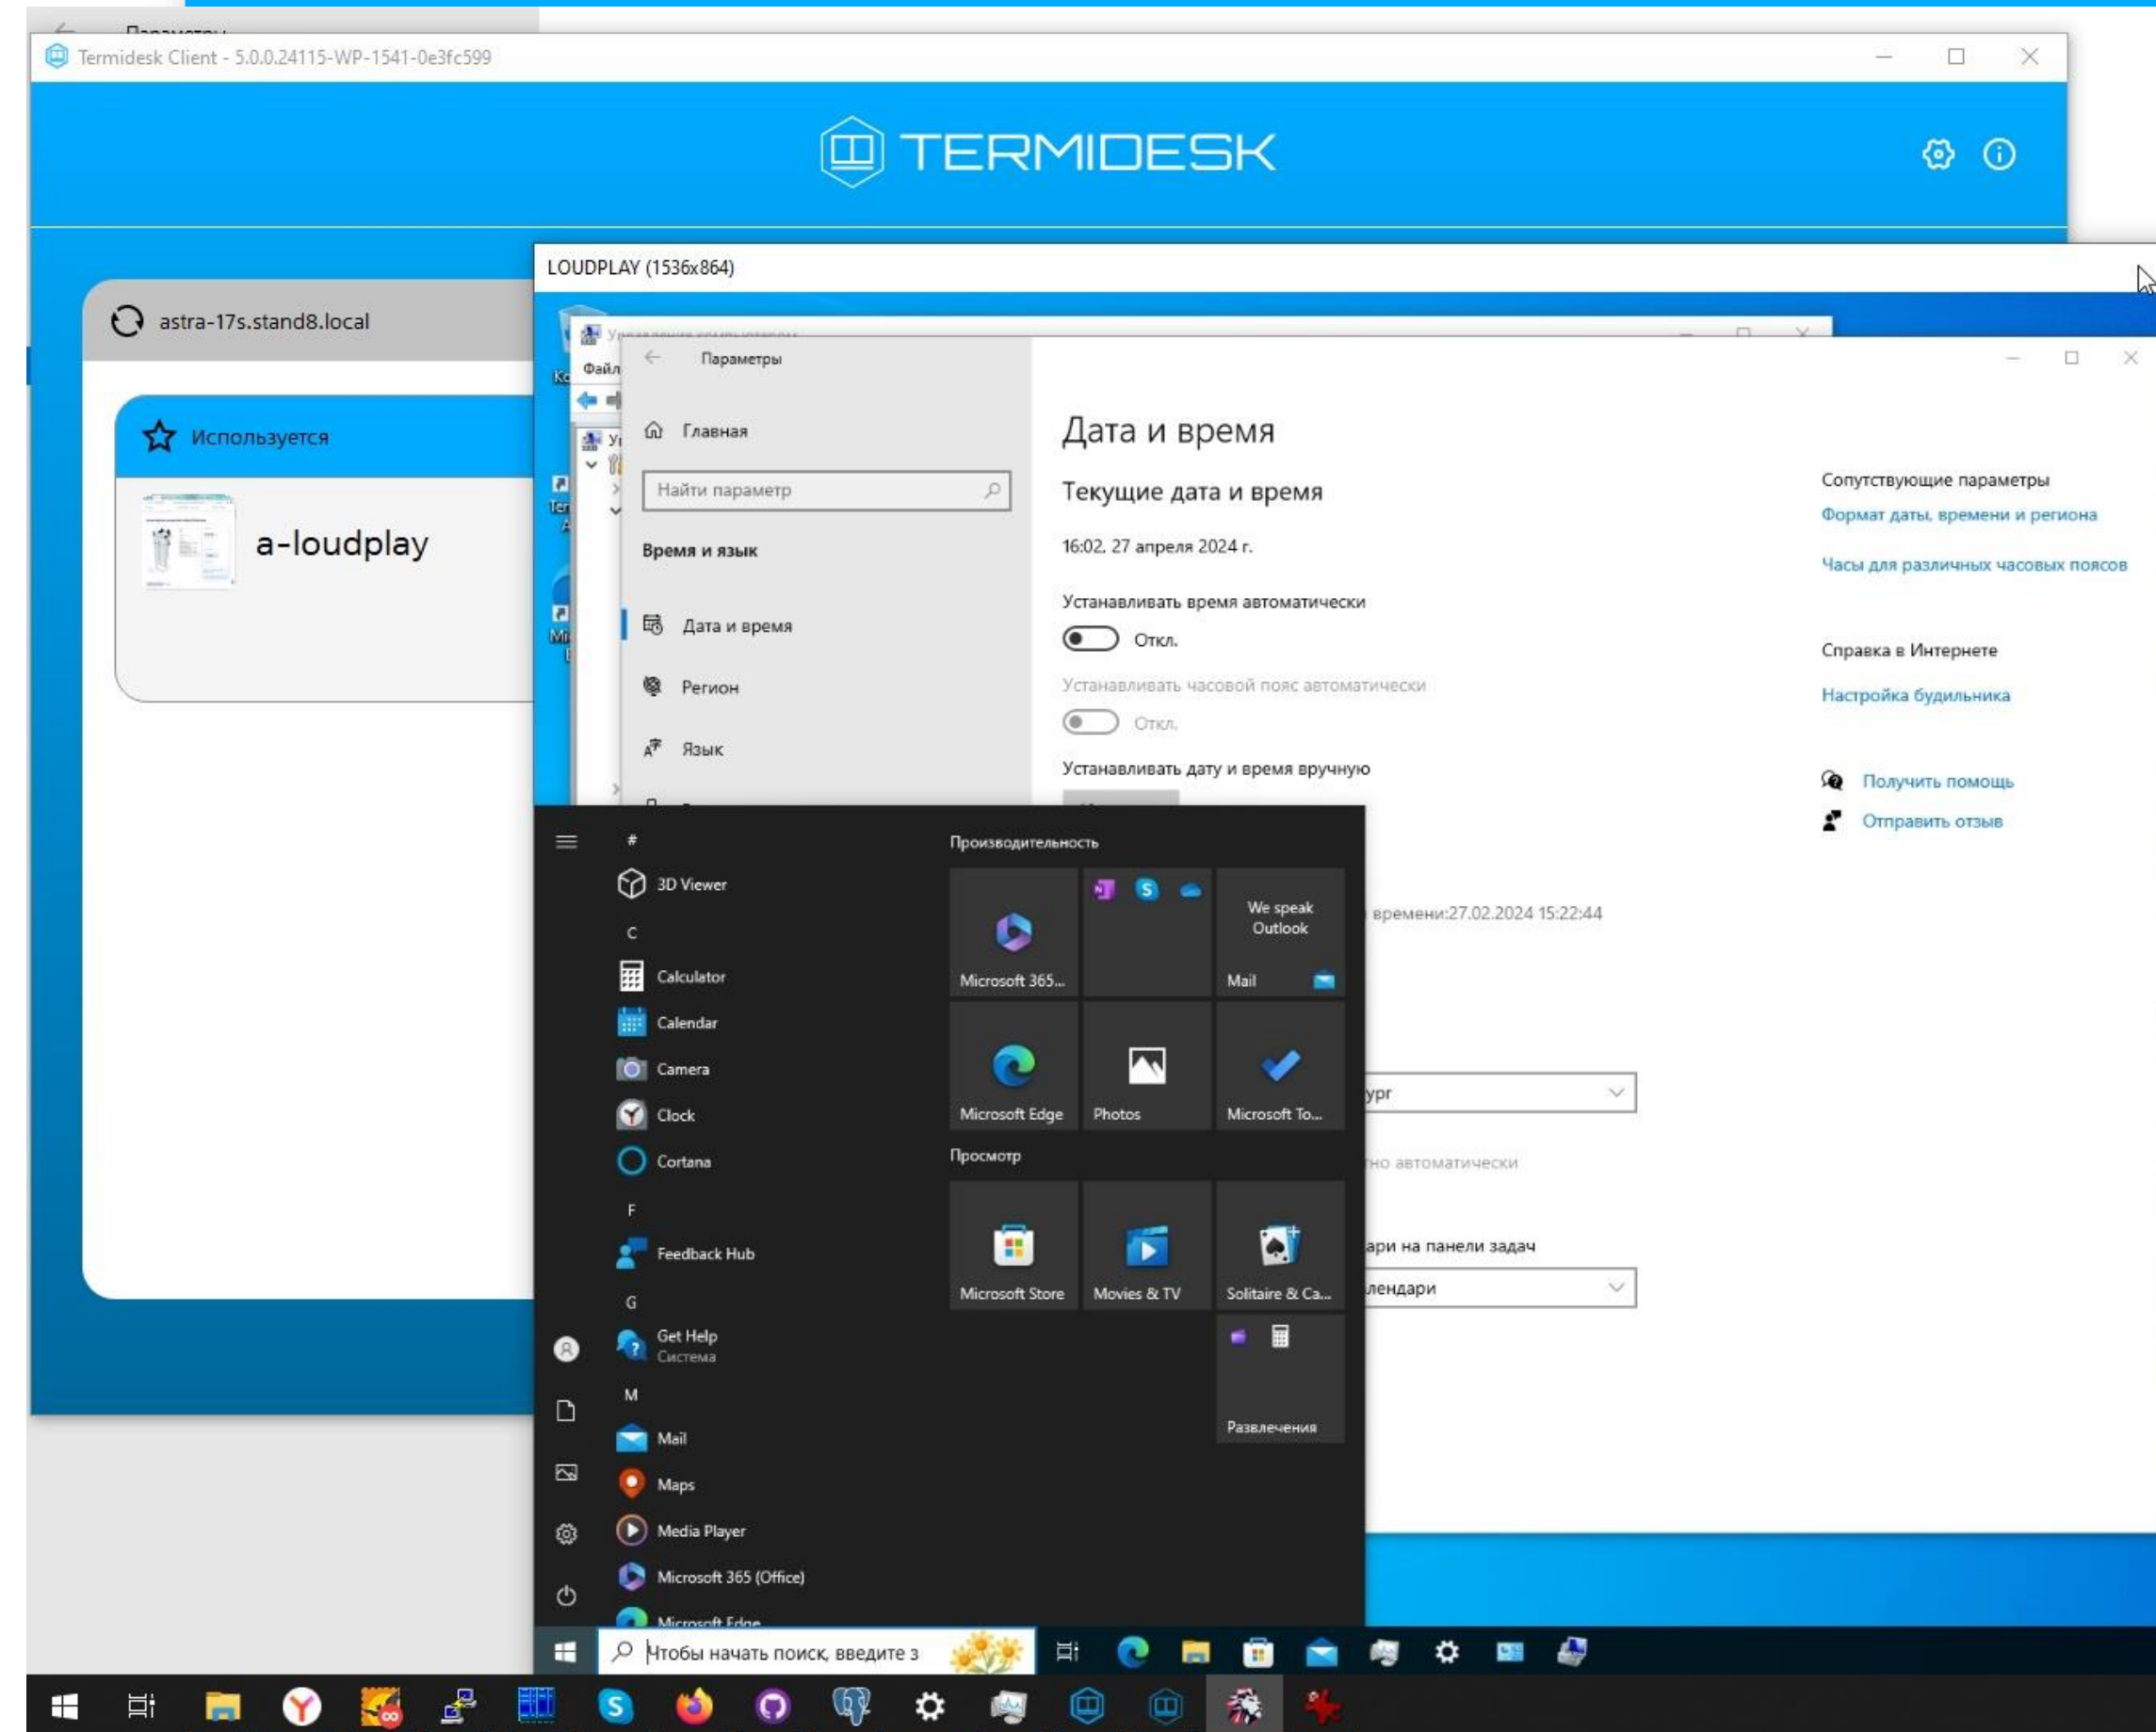 Параметры
Termidesk Client - 5.0.0.24115-WP-1541-0e3fc599
TERMIDESK
astra-17s.stand8.local
Используется
a-loudplay
LOUDPLAY (1536x864)
Управление компьютером
Файл
Параметры
Главная
Найти параметр
Время и язык
Дата и время
Регион
Язык
Дата и время
Текущие дата и время
16:02, 27 апреля 2024 г.
Устанавливать время автоматически
Откл.
Устанавливать часовой пояс автоматически
Откл.
Устанавливать дату и время вручную
времени:27.02.2024 15:22:44
ург
но автоматически
ари на панели задач
лендари
Сопутствующие параметры
Формат даты, времени и региона
Часы для различных часовых поясов
Справка в Интернете
Настройка будильника
Получить помощь
Отправить отзыв
#
3D Viewer
C
Calculator
Calendar
Camera
Clock
Cortana
F
Feedback Hub
G
Get Help
Система
M
Mail
Maps
Media Player
Microsoft 365 (Office)
Microsoft Edge
Производительность
Microsoft 365...
We speak
Outlook
Mail
Microsoft Edge
Photos
Microsoft To...
Просмотр
Microsoft Store
Movies & TV
Solitaire & Ca...
Развлечения
Чтобы начать поиск, введите з